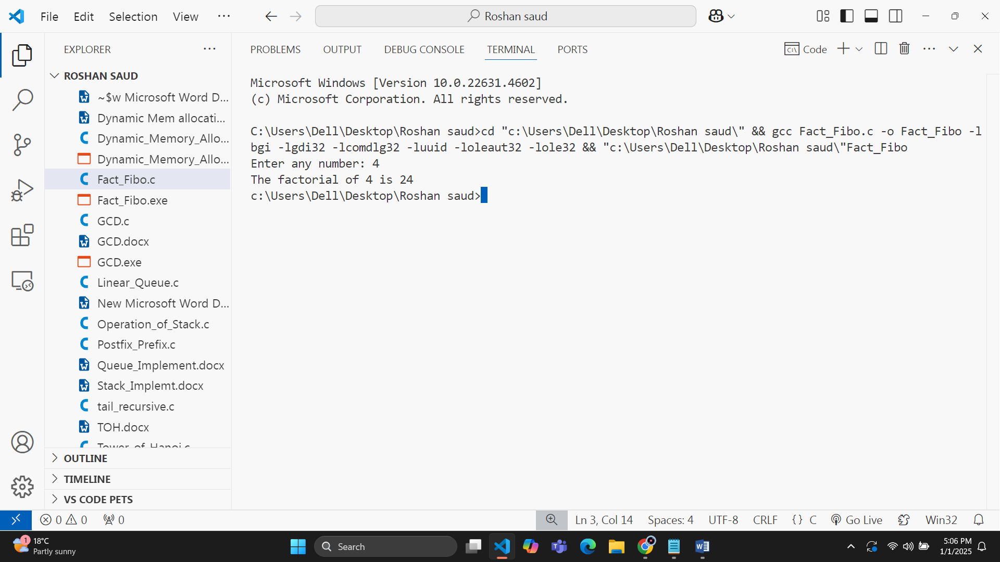 File Edit Selection View ··· Roshan saud
EXPLORER ···
ROSHAN SAUD
~$w Microsoft Word D...
Dynamic Mem allocati...
Dynamic_Memory_Allo...
Dynamic_Memory_Allo...
Fact_Fibo.c
Fact_Fibo.exe
GCD.c
GCD.docx
GCD.exe
Linear_Queue.c
New Microsoft Word D...
Operation_of_Stack.c
Postfix_Prefix.c
Queue_Implement.docx
Stack_Implemt.docx
tail_recursive.c
TOH.docx
Tower_of_Hanoi.c
OUTLINE
TIMELINE
VS CODE PETS
PROBLEMS OUTPUT DEBUG CONSOLE TERMINAL PORTS Code
Microsoft Windows [Version 10.0.22631.4602]
(c) Microsoft Corporation. All rights reserved.
C:\Users\Dell\Desktop\Roshan saud>cd "c:\Users\Dell\Desktop\Roshan saud\" && gcc Fact_Fibo.c -o Fact_Fibo -l
bgi -lgdi32 -lcomdlg32 -luuid -loleaut32 -lole32 && "c:\Users\Dell\Desktop\Roshan saud\"Fact_Fibo
Enter any number: 4
The factorial of 4 is 24
c:\Users\Dell\Desktop\Roshan saud>
0 0 0 Ln 3, Col 14 Spaces: 4 UTF-8 CRLF {} C Go Live Win32
1 18°C
Partly sunny
Search
5:06 PM
1/1/2025